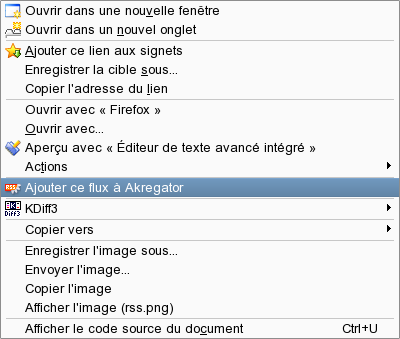 Ouvrir dans une nouvelle fenêtre
Ouvrir dans un nouvel onglet
Ajouter ce lien aux signets
Enregistrer la cible sous...
Copier l'adresse du lien
Ouvrir avec « Firefox »
Ouvrir avec...
Aperçu avec « Éditeur de texte avancé intégré »
Actions
RSS Ajouter ce flux à Akregator
KDiff3
Copier vers
Enregistrer l'image sous...
Envoyer l'image...
Copier l'image
Afficher l'image (rss.png)
Afficher le code source du document Ctrl+U